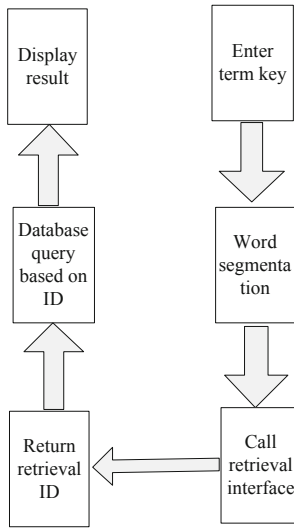 Display
result
Enter
term key
Database
query
based on
ID
Word
segmenta
tion
Return
retrieval
ID
Call
retrieval
interface